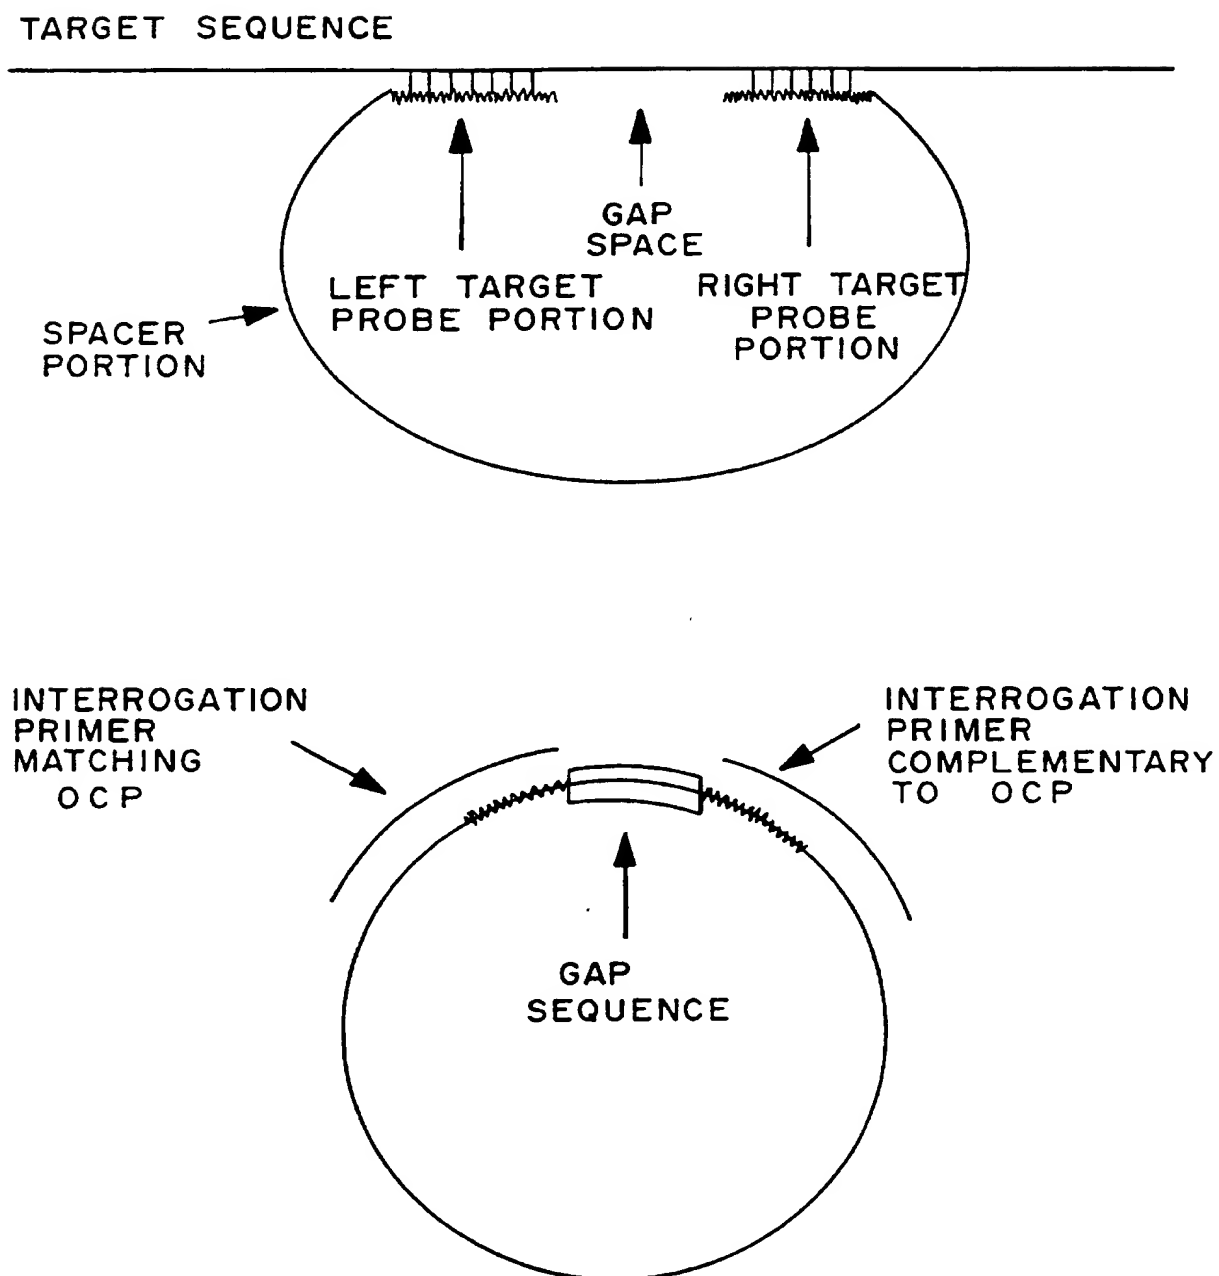 TARGET SEQUENCE
GAP
SPACE
LEFT TARGET
PROBE PORTION
RIGHT TARGET
PROBE
PORTION
SPACER
PORTION
INTERROGATION
PRIMER
MATCHING
OCP
INTERROGATION
PRIMER
COMPLEMENTARY
TO OCP
GAP
SEQUENCE